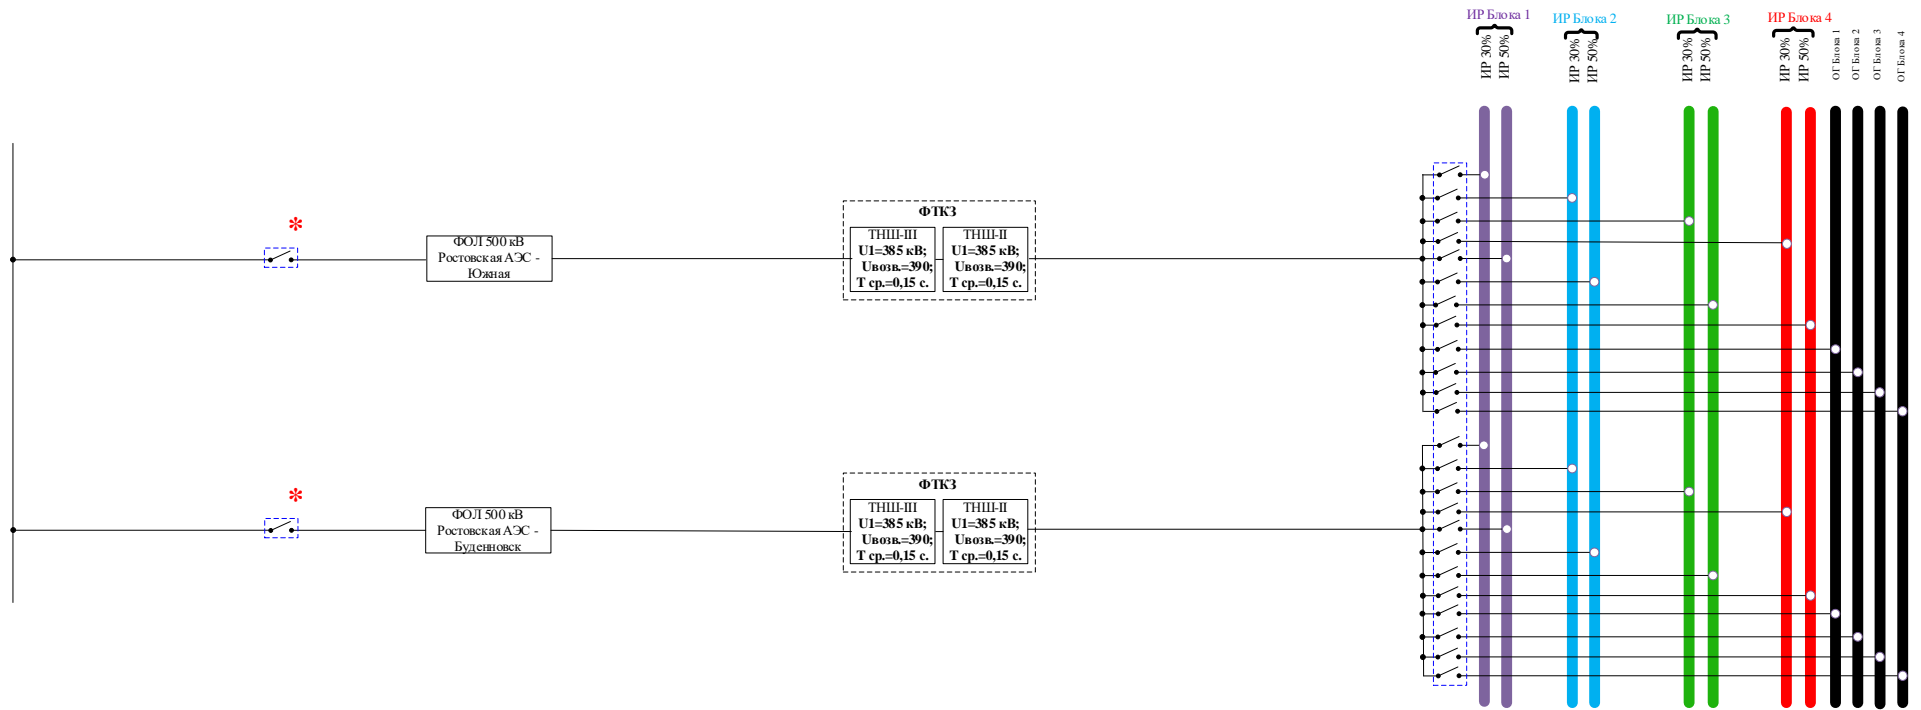 ИР Блока 1
ИР Блока 2
ИР Блока 3
ИР Блока 4
ИР 30%
ИР 50%
ИР 30%
ИР 50%
ИР 30%
ИР 50%
ИР 30%
ИР 50%
ОГ Блока 1
ОГ Блока 2
ОГ Блока 3
ОГ Блока 4
*
ФОЛ 500 кВ
Ростовская АЭС -
Южная
ФТКЗ
ТНШ-III
U1=385 кВ;
Uвозв.=390;
Т ср.=0,15 с.
ТНШ-II
U1=385 кВ;
Uвозв.=390;
Т ср.=0,15 с.
*
ФОЛ 500 кВ
Ростовская АЭС -
Буденновск
ФТКЗ
ТНШ-III
U1=385 кВ;
Uвозв.=390;
Т ср.=0,15 с.
ТНШ-II
U1=385 кВ;
Uвозв.=390;
Т ср.=0,15 с.